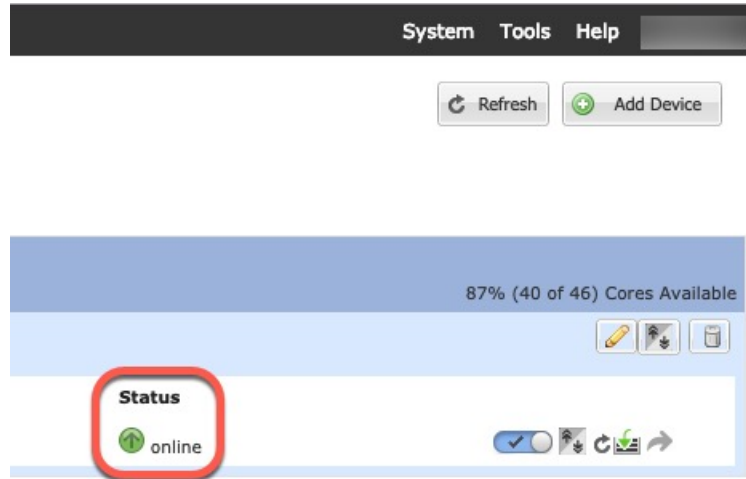 System Tools Help
Refresh Add Device
87% (40 of 46) Cores Available
Status
online